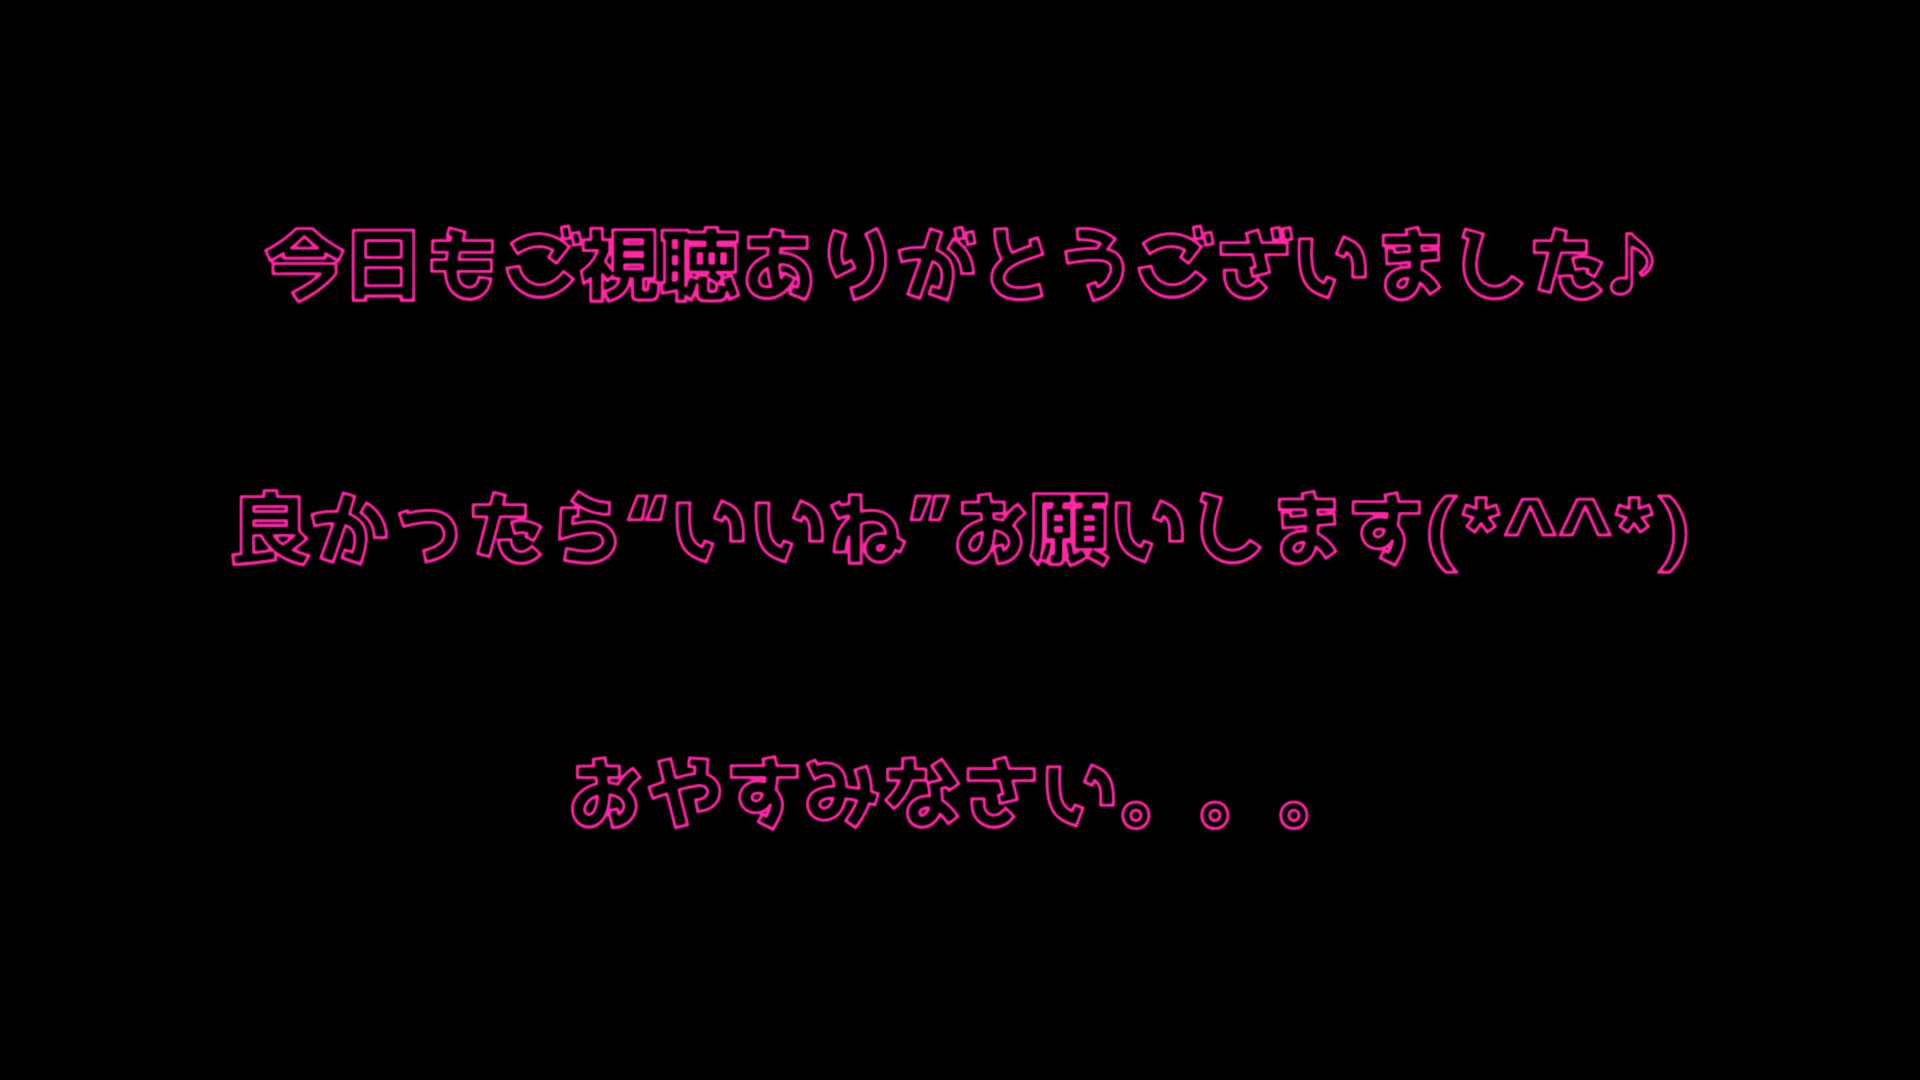 今日もご視聴ありがとうございました♪
良かったら“いいね”お願いします(*^^*)
おやすみなさい。。。